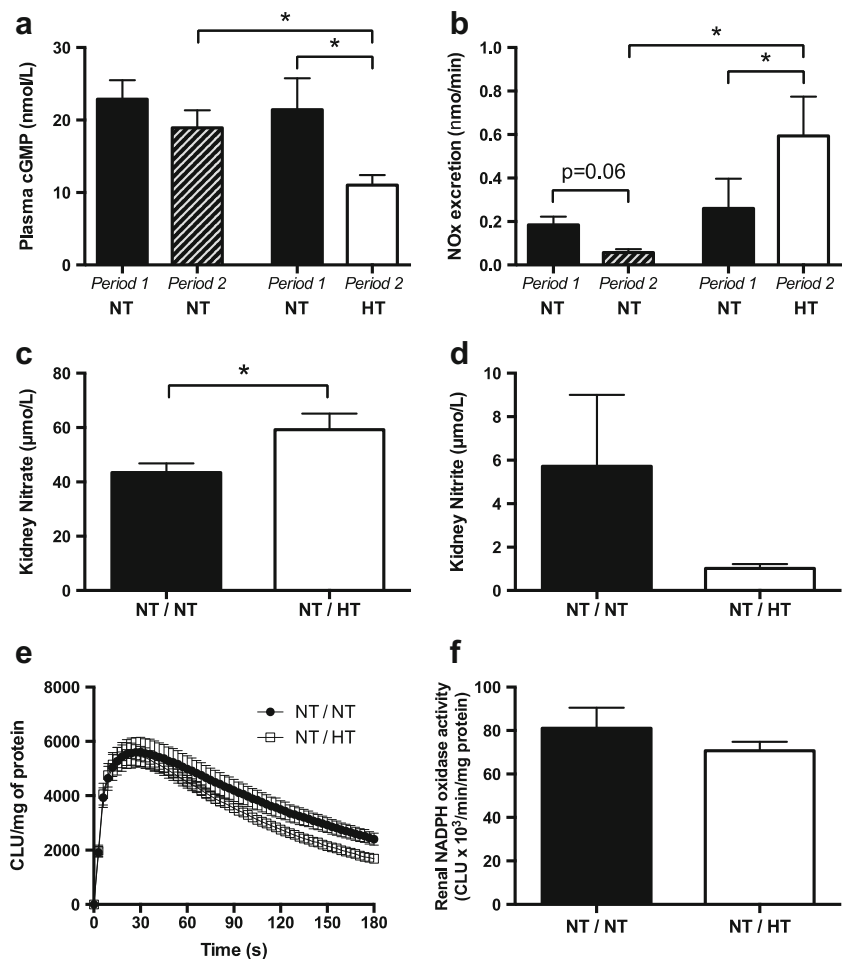 a
Plasma cGMP (nmol/L)
30
20
10
0
*
*
Period 1
Period 2
Period 1
Period 2
NT
NT
NT
HT
b
NOx excretion (nmo/min)
1.0
0.8
0.6
0.4
0.2
0.0
*
*
p=0.06
Period 1
Period 2
Period 1
Period 2
NT
NT
NT
HT
c
Kidney Nitrate (µmo/L)
80
60
40
20
0
*
NT / NT
NT / HT
d
Kidney Nitrite (µmo/L)
10
8
6
4
2
0
NT / NT
NT / HT
e
CLU/mg of protein
8000
6000
4000
2000
0
NT / NT
NT / HT
0
30
60
90
120
150
180
Time (s)
f
Renal NADPH oxidase activity
(CLU x 10³/min/mg protein)
100
80
60
40
20
0
NT / NT
NT / HT